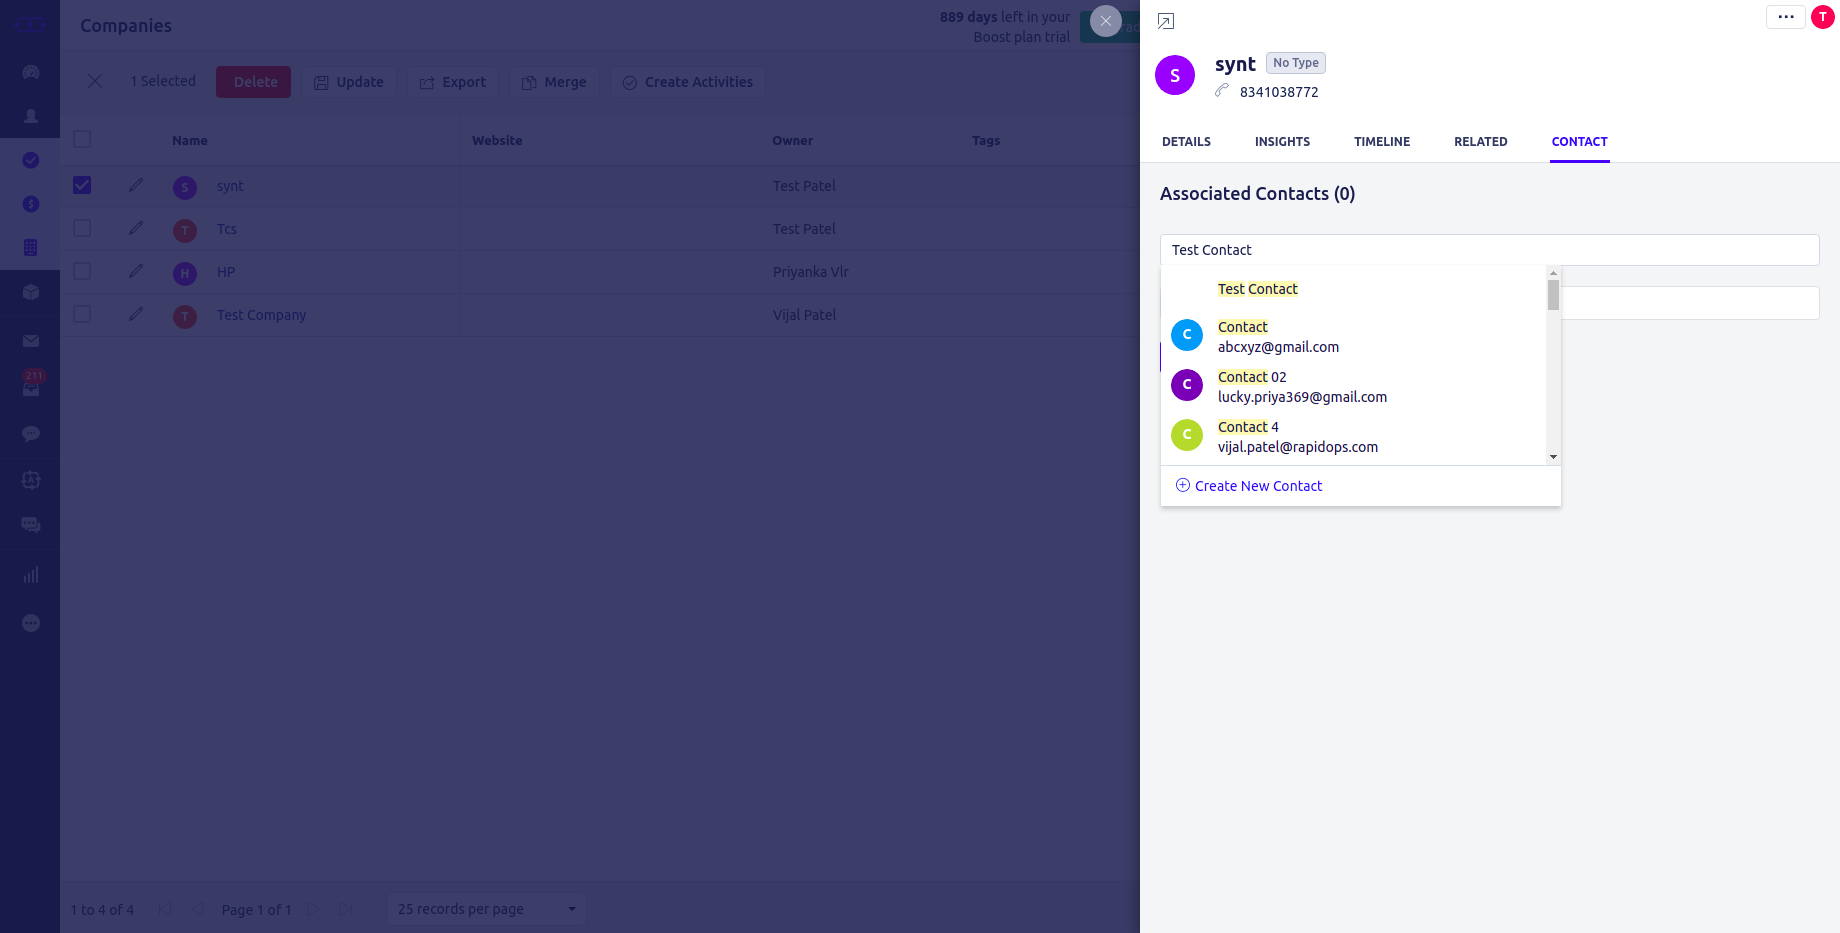 Companies
889 days left in your
Boost plan trial
1 Selected
Delete
Update
Export
Merge
Create Activities
Name
Website
Owner
Tags
S
synt
Test Patel
T
Tcs
Test Patel
H
HP
Priyanka Vlr
T
Test Company
Vijal Patel
211
1 to 4 of 4
Page 1 of 1
25 records per page
T
S
synt
No Type
8341038772
DETAILS
INSIGHTS
TIMELINE
RELATED
CONTACT
Associated Contacts (0)
Test Contact
Test Contact
C
Contact
abcxyz@gmail.com
C
Contact 02
lucky.priya369@gmail.com
C
Contact 4
vijal.patel@rapidops.com
Create New Contact